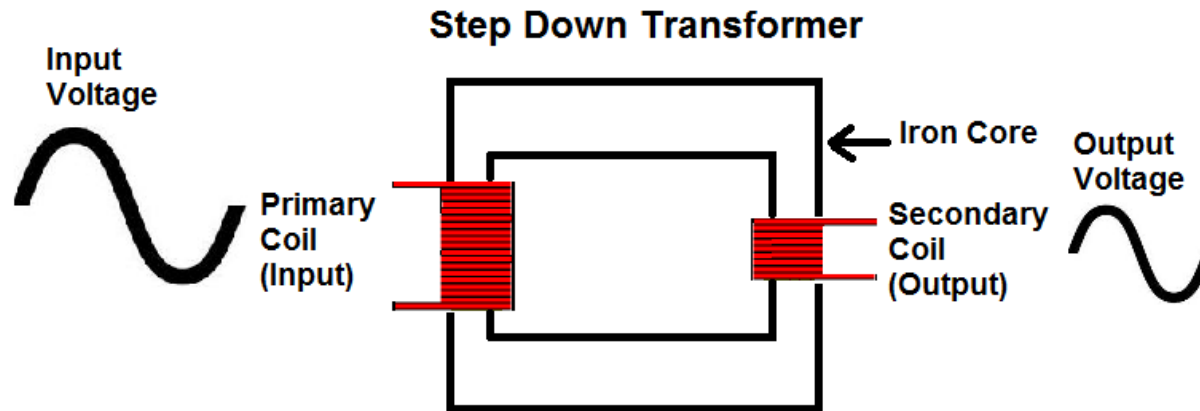 Step Down Transformer
Input
Voltage
Primary
Coil
(Input)
Iron Core
Secondary
Coil
(Output)
Output
Voltage